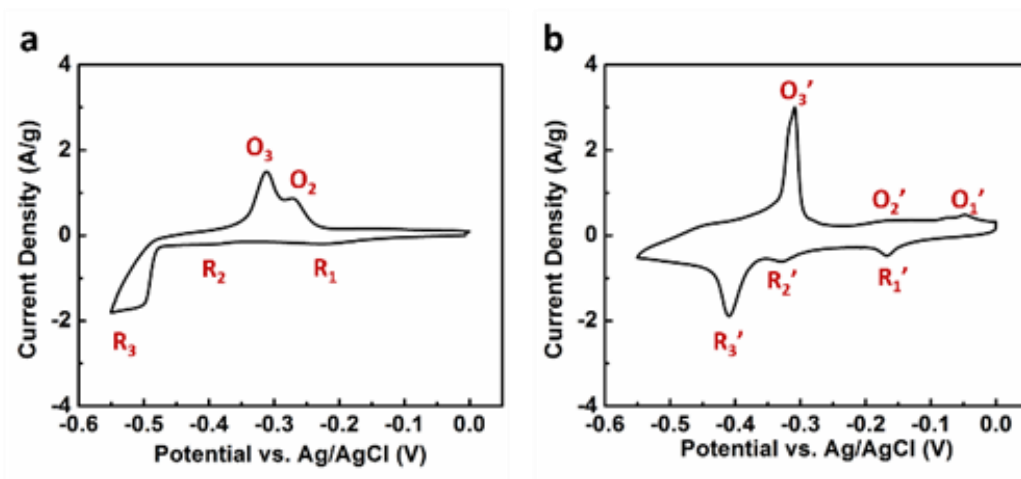 a
Current Density (A/g)
4
2
0
-2
-4
O₃
O₂
R₂
R₁
R₃
-0.6 -0.5 -0.4 -0.3 -0.2 -0.1 0.0
Potential vs. Ag/AgCl (V)
b
Current Density (A/g)
4
2
0
-2
-4
O₃’
O₂’
O₁’
R₂’
R₁’
R₃’
-0.6 -0.5 -0.4 -0.3 -0.2 -0.1 0.0
Potential vs. Ag/AgCl (V)